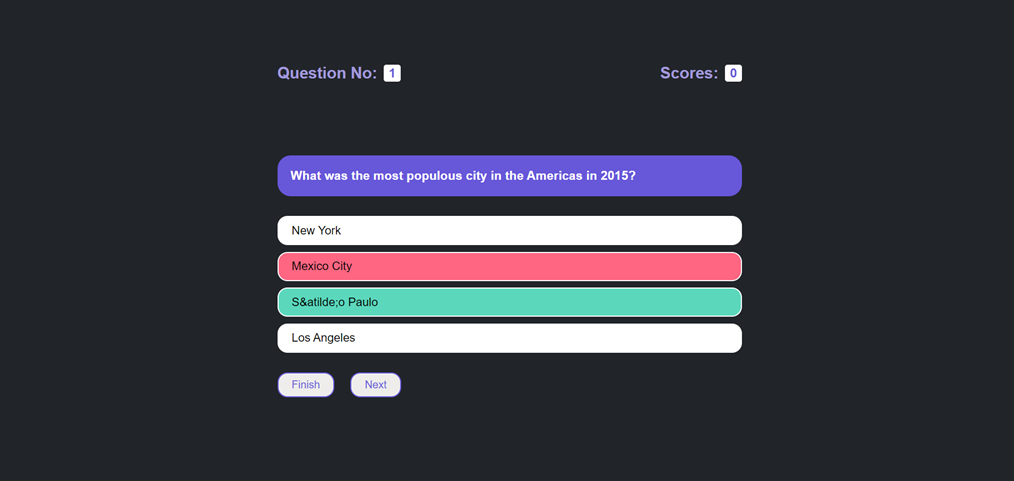 Question No: 1
Scores: 0
What was the most populous city in the Americas in 2015?
New York
Mexico City
S&atilde;o Paulo
Los Angeles
Finish
Next